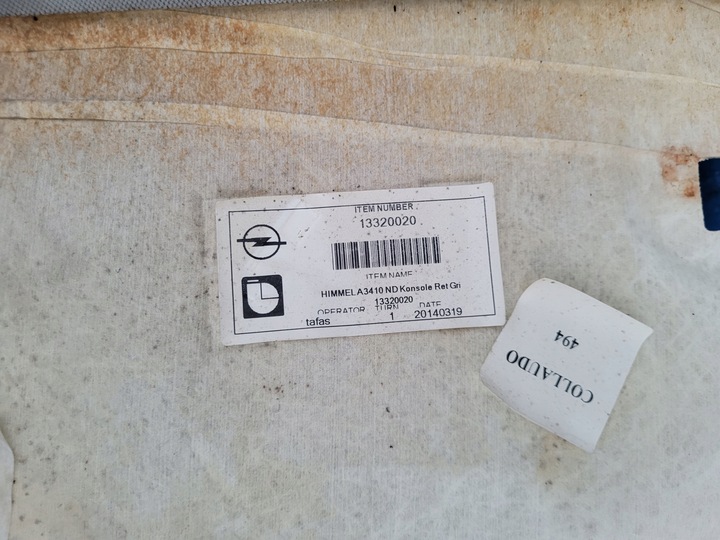 ITEM NUMBER
13320020
ITEM NAME
HIMMEL A3410 ND Konsole Ret Gri
13320020
OPERATOR TURN DATE
tafas 1 20140319
COLLAUDO
494